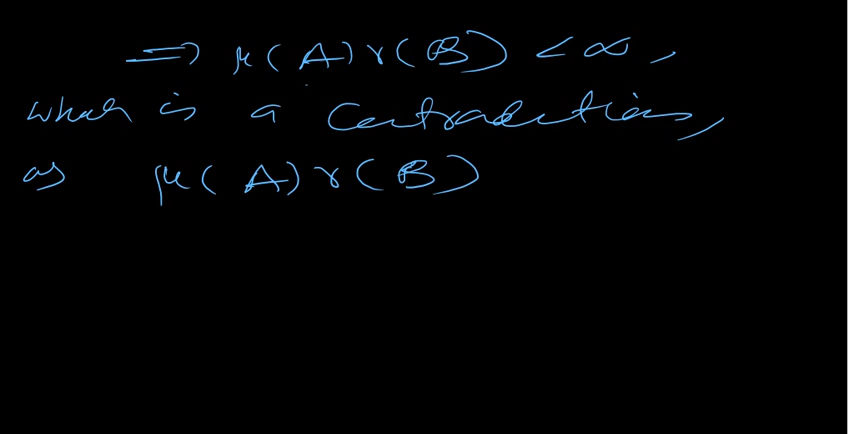 ⇒ μ(A)γ(B) < ∞,
which is a Contradiction,
as μ(A)γ(B)